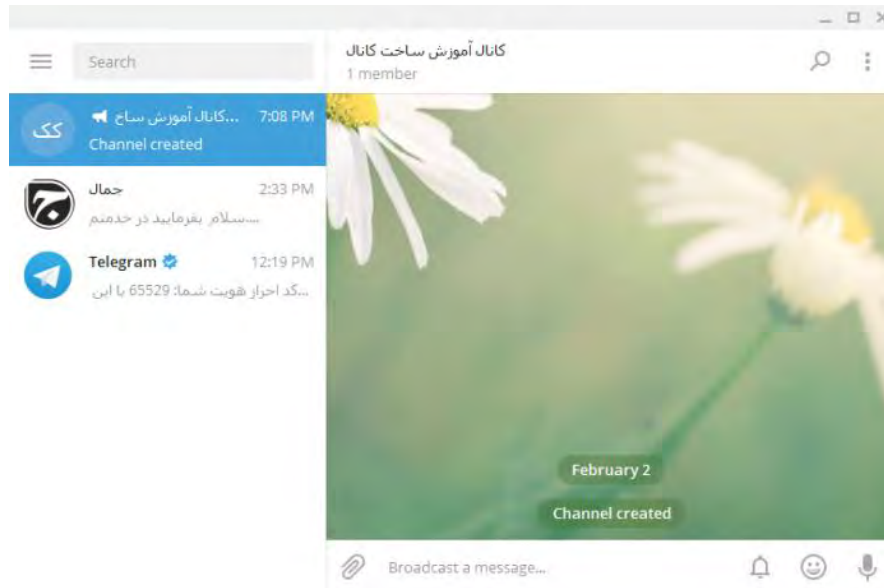 Search
کانال آموزش ساخت کانال
1 member
کک
کانال آموزش ساخ...
7:08 PM
Channel created
ج
جمال
2:33 PM
سلام بفرمایید در خدمتم....
Telegram
12:19 PM
کد احراز هویت شما: 65529 با این...
February 2
Channel created
Broadcast a message...